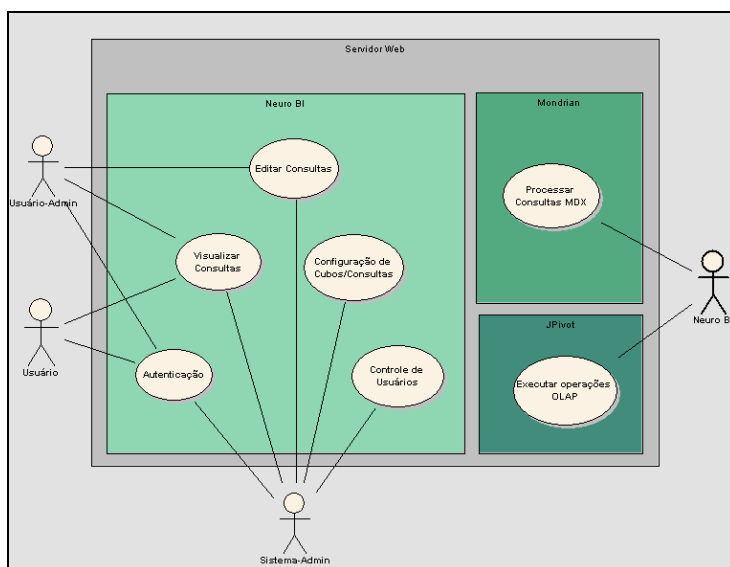 Servidor Web
Neuro BI
Mondrian
Editar Consultas
Usuário-Admin
Processar
Consultas MDX
Visualizar
Consultas
Configuração de
Cubos/Consultas
Neuro B
JPivot
Usuário
Autenticação
Controle de
Usuários
Executar operações
OLAP
Sistema-Admin